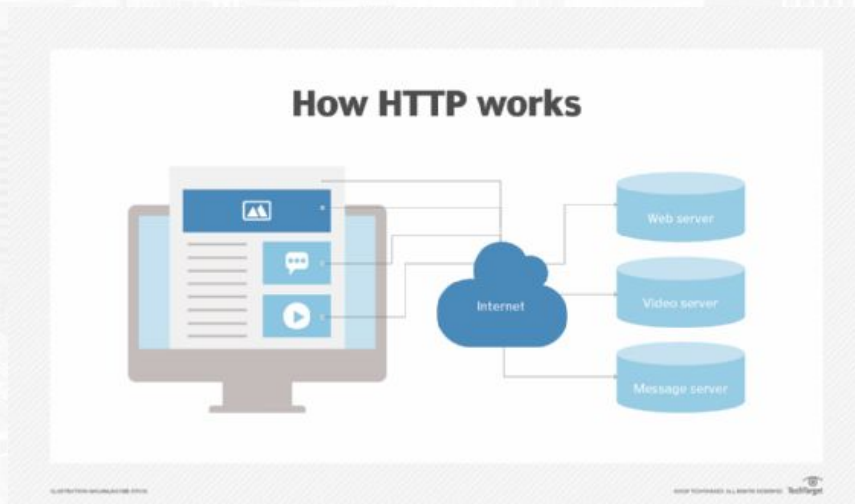 How HTTP works
Web server
Internet
Video server
Message server
TechTarget